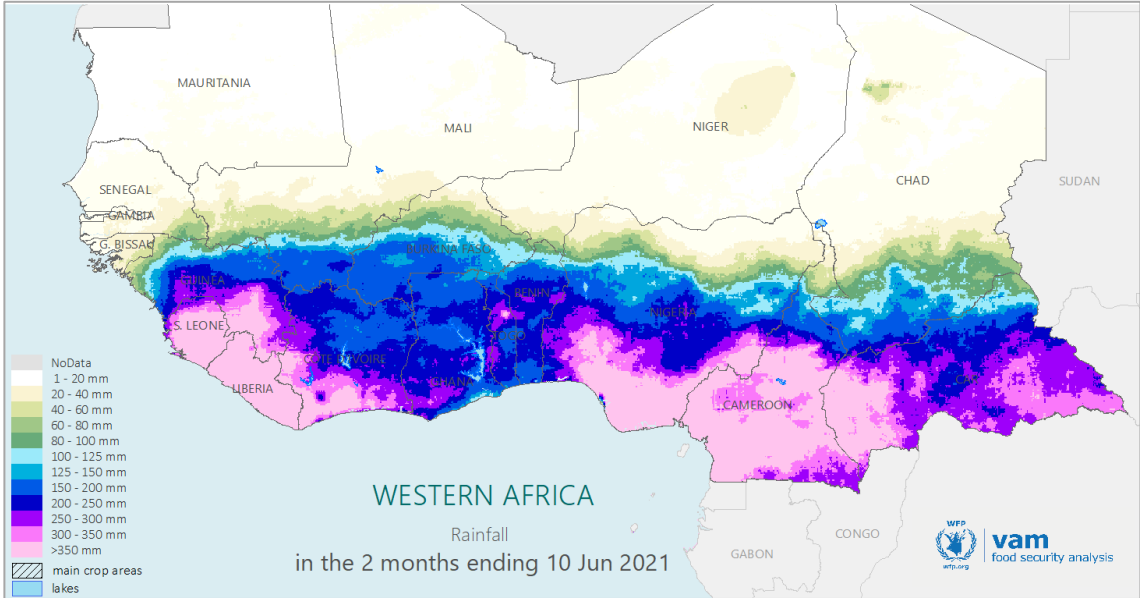 MAURITANIA
MALI
NIGER
CHAD
SUDAN
SENEGAL
GAMBIA
G. BISSAU
BURKINA FASO
GUINEA
BENIN
NIGERIA
S. LEONE
TOGO
COTE D'IVOIRE
LIBERIA
GHANA
CAR
CAMEROON
NoData
1 - 20 mm
20 - 40 mm
40 - 60 mm
60 - 80 mm
80 - 100 mm
100 - 125 mm
125 - 150 mm
150 - 200 mm
200 - 250 mm
250 - 300 mm
300 - 350 mm
>350 mm
main crop areas
lakes
WESTERN AFRICA
Rainfall
in the 2 months ending 10 Jun 2021
GABON
CONGO
WFP
wfp.org
vam
food security analysis